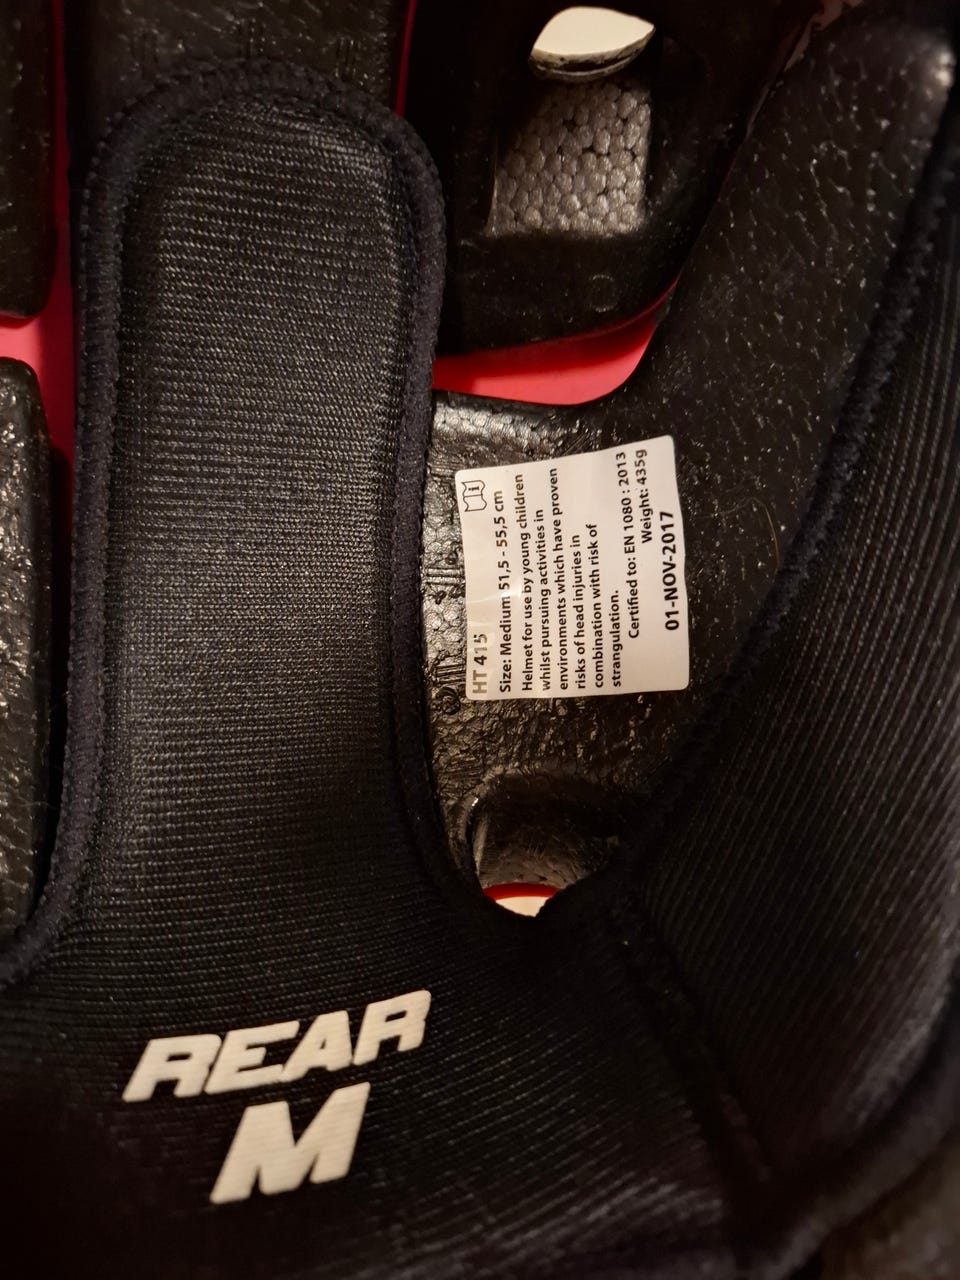 HT 415
Size: Medium 51,5 - 55,5 cm
Helmet for use by young children
whilst pursuing activities in
environments which have proven
risks of head injuries in
combination with risk of
strangulation.
Certified to: EN 1080 : 2013
Weight: 435g
01-NOV-2017
REAR
M